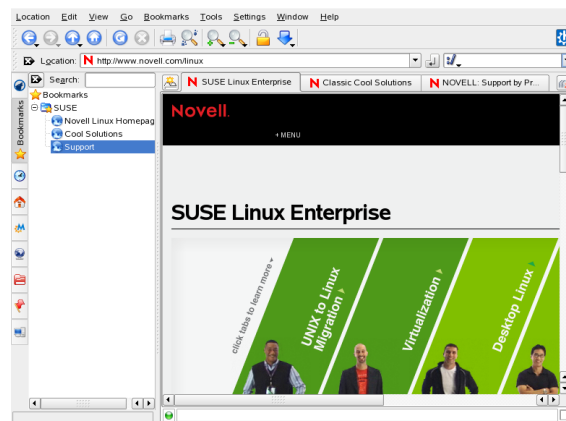 Location Edit View Go Bookmarks Tools Settings Window Help
Location: http://www.novell.com/linux
Search:
SUSE Linux Enterprise
Classic Cool Solutions
NOVELL: Support by Pr...
Bookmarks
Bookmarks
SUSE
Novell Linux Homepag
Cool Solutions
Support
Novell.
+ MENU
SUSE Linux Enterprise
click tabs to learn more
UNIX to Linux
Migration
Virtualization
Desktop Linux